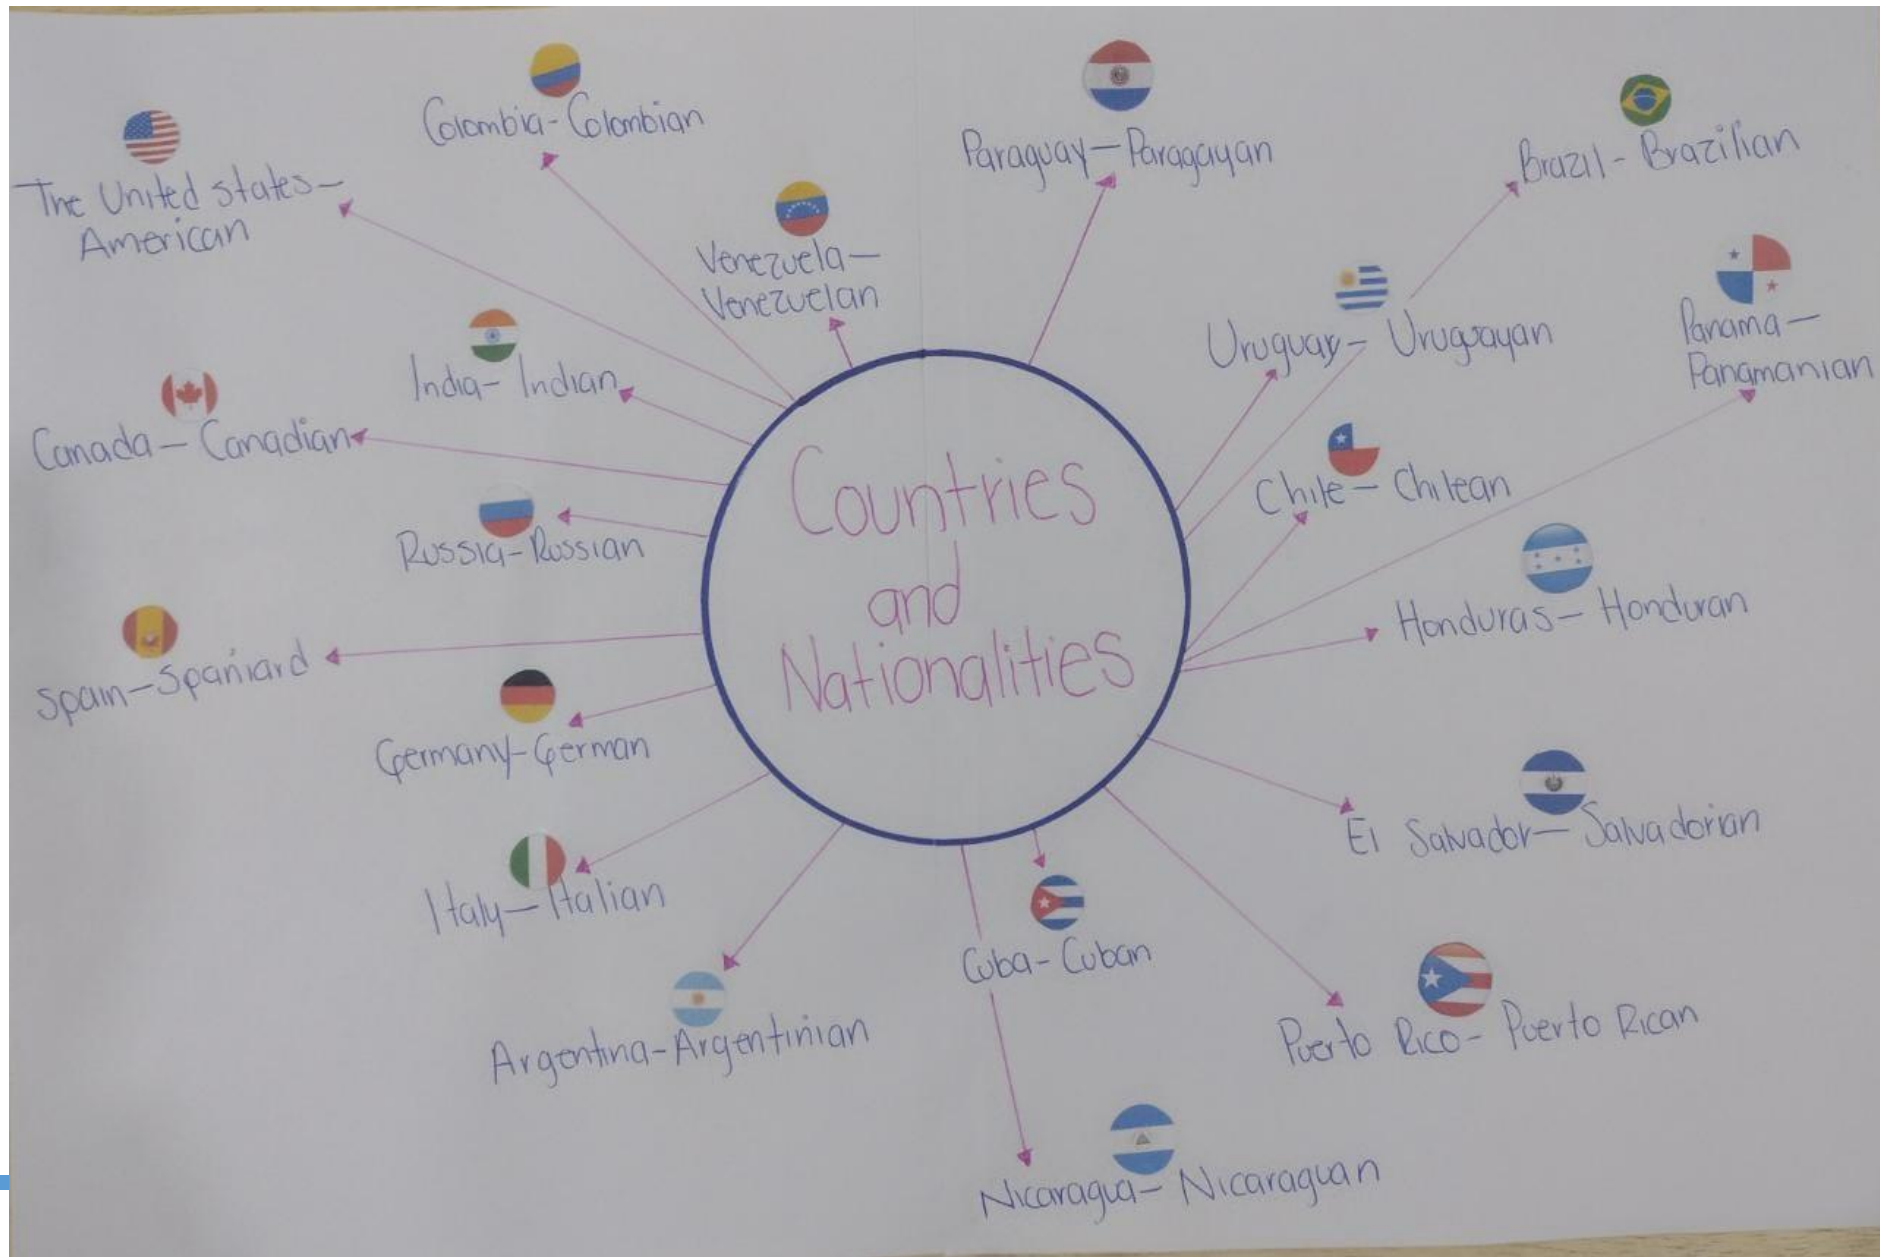 Colombia-Colombian
Paraguay-Paragayan
Brazil-Brazilian
The United States-
American
Venezuela-
Venezuelan
Uruguay-Uruguayan
Panama-
Panamanian
India-Indian
Canada-Canadian
Chile-Chilean
Countries
and
Nationalities
Russia-Russian
Honduras-Honduran
Spain-Spaniard
Germany-German
El Salvador-Salvadorian
Italy-Italian
Cuba-Cuban
Argentina-Argentinian
Puerto Rico-Puerto Rican
Nicaragua-Nicaraguan